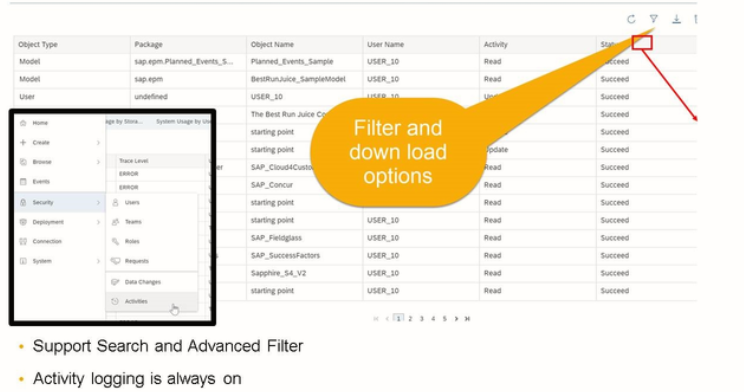 Object Type Package Object Name User Name Activity Stat
Model sap.epm.Planned_Events_S... Planned_Events_Sample USER_10 Read Succeed
Model sap.epm BestRunJuice_SampleModel USER_10 Read Succeed
User undefined USER_10 USER_10 Succeed
The Best Run Juice Succeed
starting point Succeed
starting point pdate Succeed
SAP_Cloud4Custo Read Succeed
SAP_Concur Read Succeed
starting point Read Succeed
starting point USER_10 Read Succeed
SAP_Fieldglass USER_10 Read Succeed
SAP_SuccessFactors USER_10 Read Succeed
Sapphire_S4_V2 USER_10 Read Succeed
starting point USER_10 Read Succeed
1 2 3 4 5
Filter and
down load
options
Home
age by Stora... System Usage by Us
Create
Browse
Trace Level
Events
ERROR
ERROR
Security
Users
Deployment
Teams
Connection
Roles
System
Requests
Data Changes
Activities
• Support Search and Advanced Filter
• Activity logging is always on